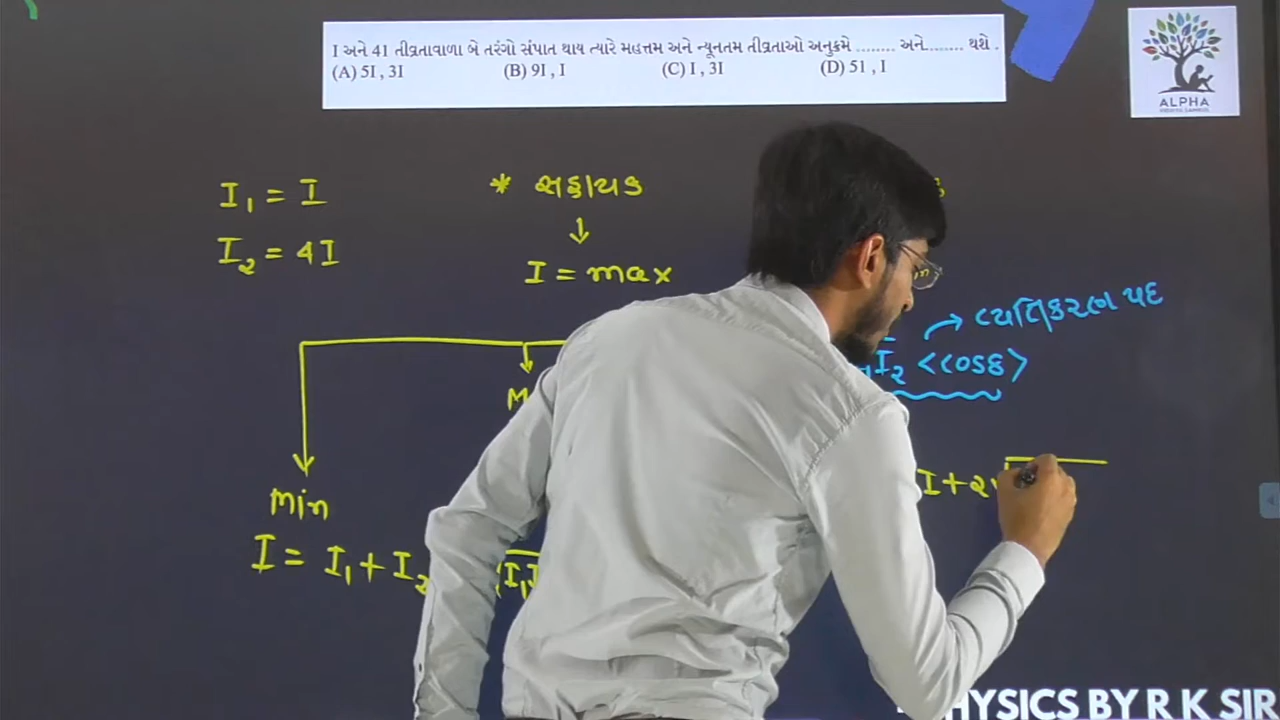 I અને 4I તીવ્રતાવાળા બે તરંગો સંપાત થાય ત્યારે મહત્તમ અને ન્યૂનતમ તીવ્રતાઓ અનુક્રમે ........ અને........ થશે .
(A) 5I , 3I (B) 9I , I (C) I , 3I (D) 5I , I
ALPHA
I₁ = I
* સહાયક
I₂ = 4I
↓
I = max
→ વ્યતિકરણ પદ
I₂ <cosδ>
Min
I + 2√
I = I₁ + I₂
√I₁
PHYSICS BY R K SIR